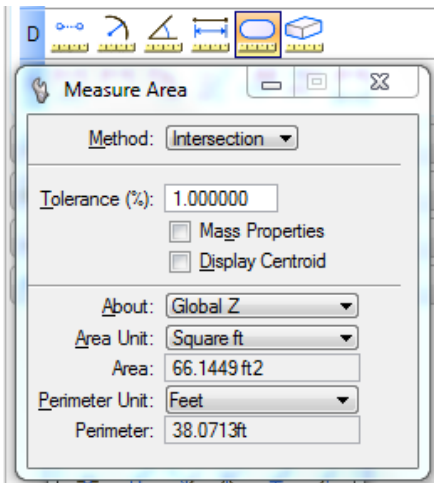 D
Measure Area
Method: Intersection
Tolerance (%): 1.000000
Mass Properties
Display Centroid
About: Global Z
Area Unit: Square ft
Area: 66.1449 ft2
Perimeter Unit: Feet
Perimeter: 38.0713ft